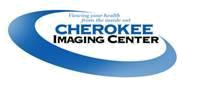 Viewing your health
from the inside out
CHEROKEE
IMAGING CENTER